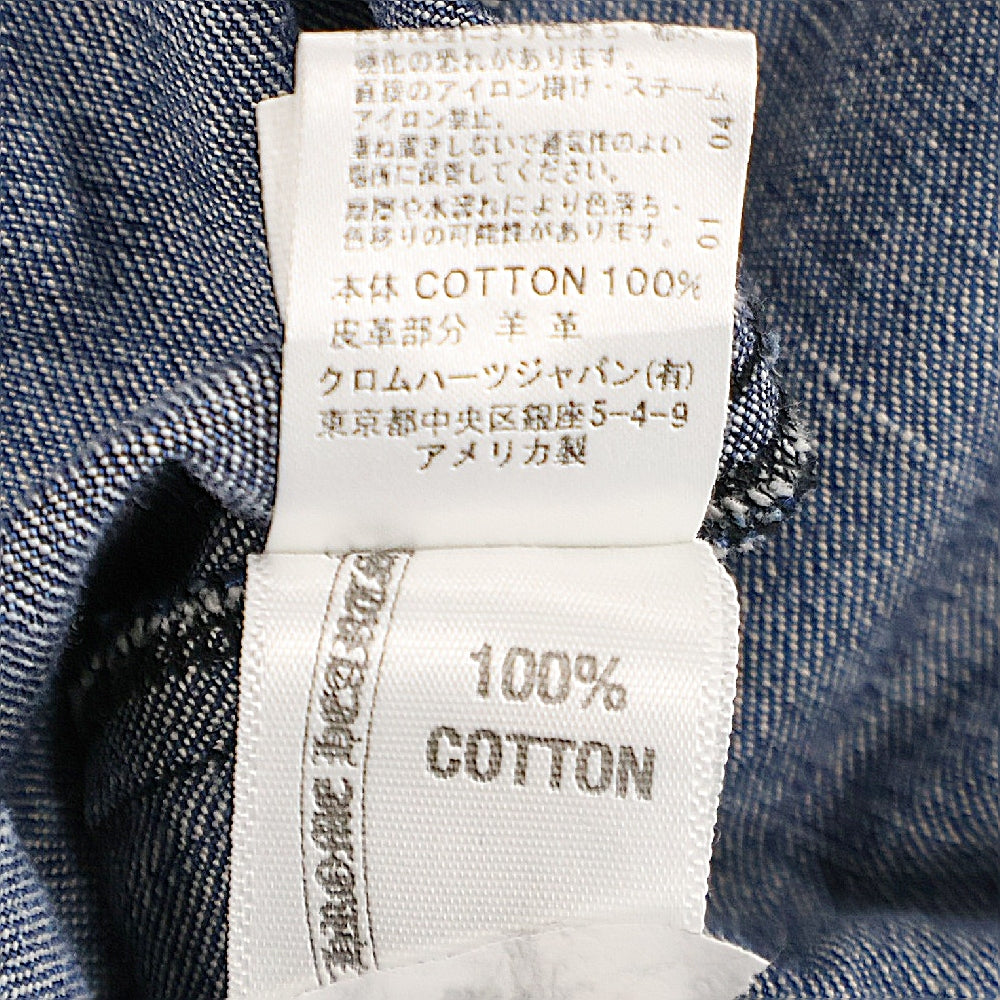 硬化の恐れがあります。
直接のアイロン掛け・スチーム
アイロン禁止。
重ね置きしないで通気性のよい
場所に保管してください。
摩擦や水濡れにより色落ち・
色移りの可能性があります。
01 04
本体 COTTON 100%
皮革部分 羊革
クロムハーツジャパン(有)
東京都中央区銀座5-4-9
アメリカ製
100%
COTTON